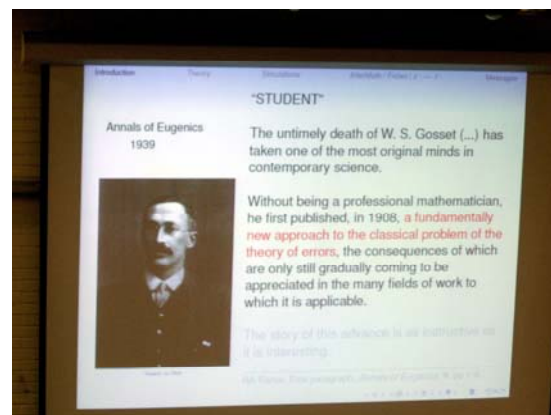 Introduction Theory Simulations Messages
"STUDENT"
Annals of Eugenics
1939
The untimely death of W. S. Gosset (...) has
taken one of the most original minds in
contemporary science.
Without being a professional mathematician,
he first published, in 1908, a fundamentally
new approach to the classical problem of the
theory of errors, the consequences of which
are only still gradually coming to be
appreciated in the many fields of work to
which it is applicable.
The story of this advance is as instructive as
it is interesting.